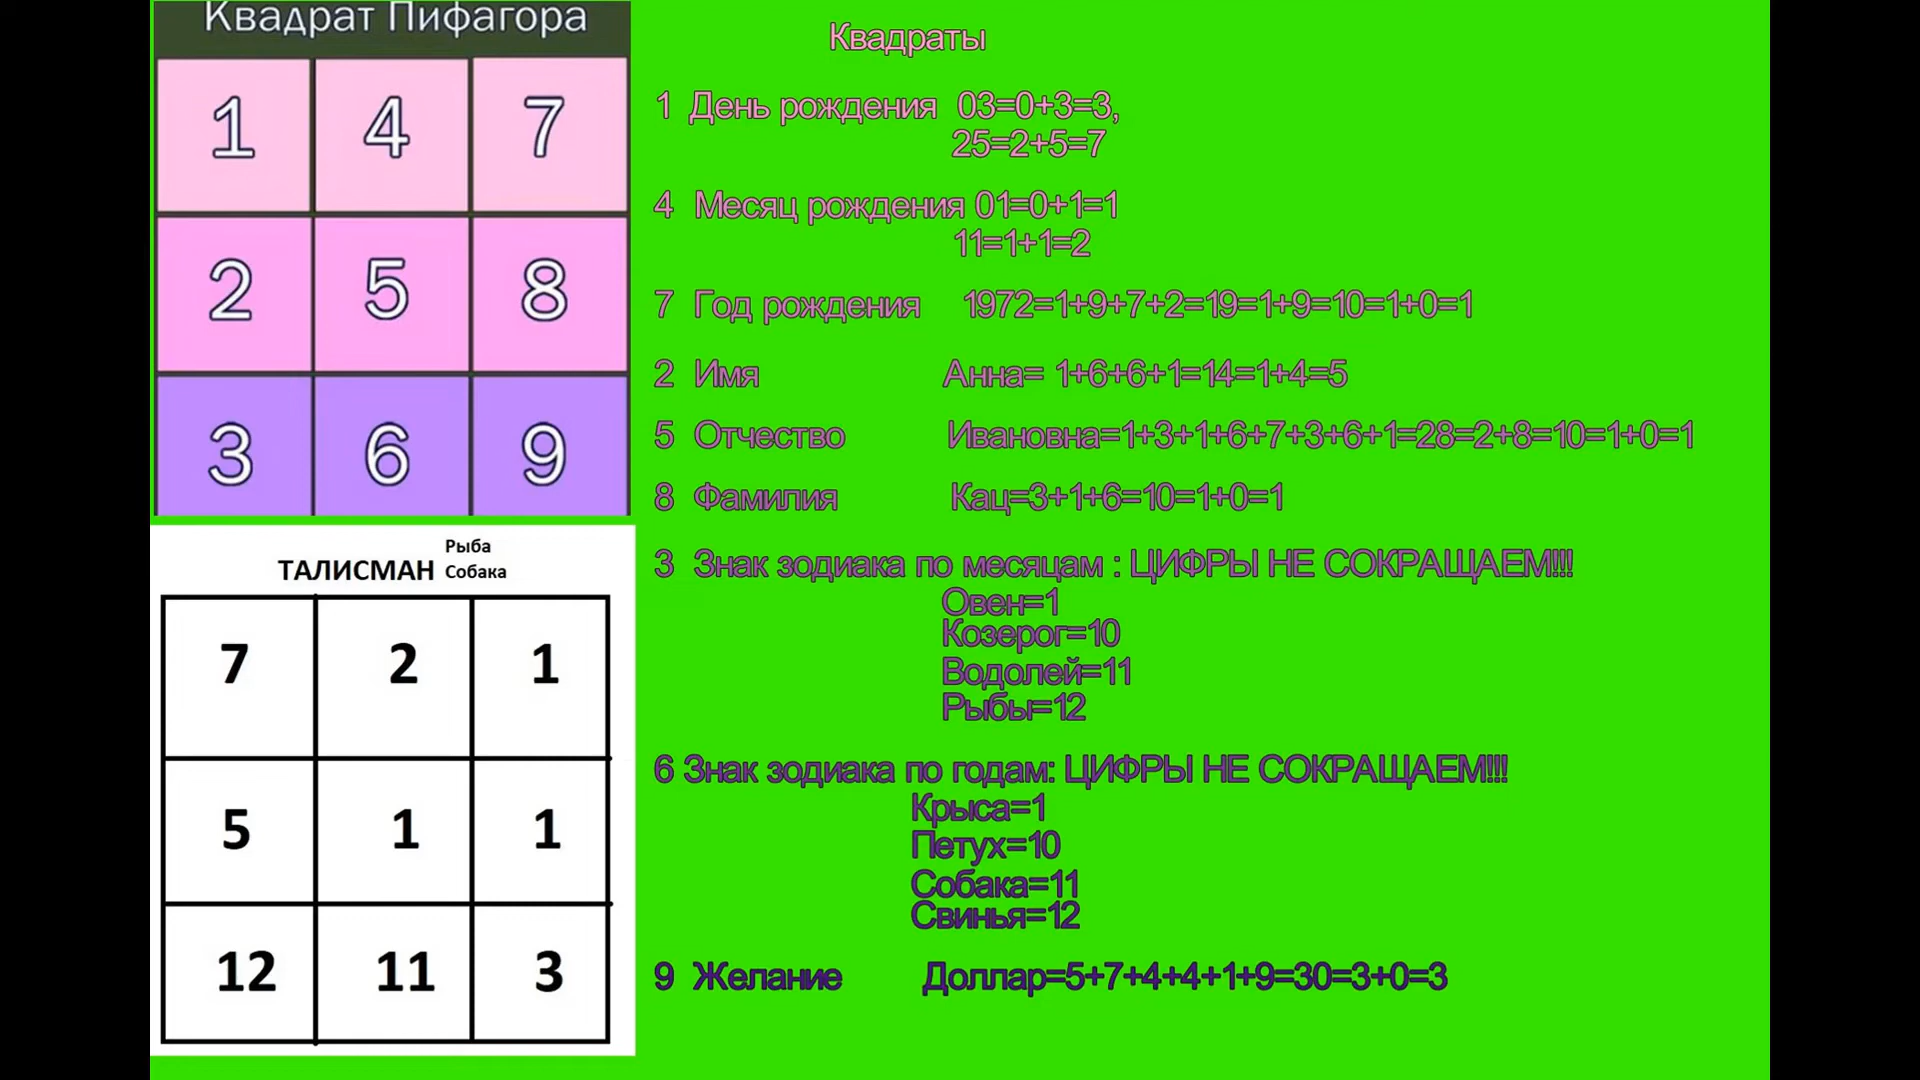 Квадрат Пифагора
1 4 7
2 5 8
3 6 9
ТАЛИСМАН Рыба
Собака
7 2 1
5 1 1
12 11 3
Квадраты
1 День рождения 03=0+3=3,
25=2+5=7
4 Месяц рождения 01=0+1=1
11=1+1=2
7 Год рождения 1972=1+9+7+2=19=1+9=10=1+0=1
2 Имя Анна= 1+6+6+1=14=1+4=5
5 Отчество Ивановна=1+3+1+6+7+3+6+1=28=2+8=10=1+0=1
8 Фамилия Кац=3+1+6=10=1+0=1
3 Знак зодиака по месяцам : ЦИФРЫ НЕ СОКРАЩАЕМ!!!
Овен=1
Козерог=10
Водолей=11
Рыбы=12
6 Знак зодиака по годам: ЦИФРЫ НЕ СОКРАЩАЕМ!!!
Крыса=1
Петух=10
Собака=11
Свинья=12
9 Желание Доллар=5+7+4+4+1+9=30=3+0=3